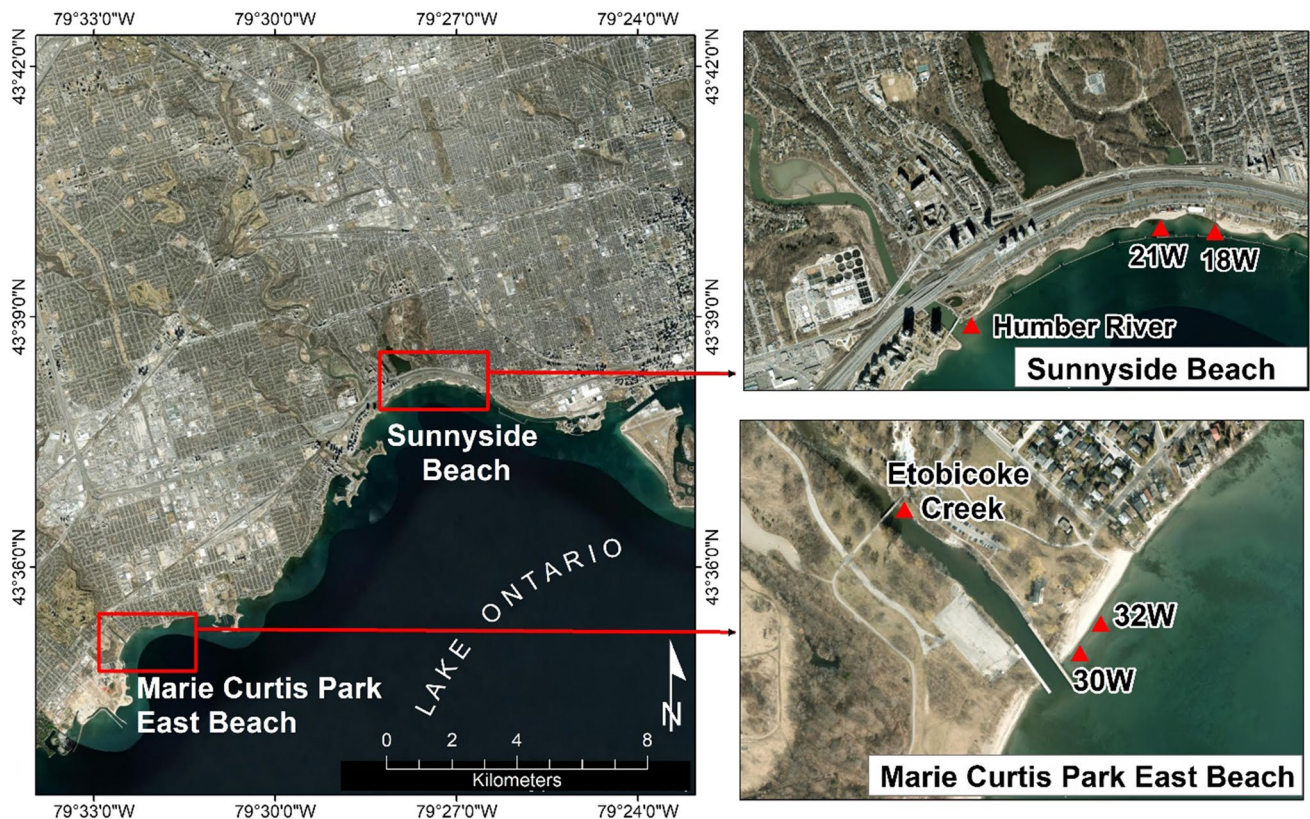 79°33'0"W 79°30'0"W 79°27'0"W 79°24'0"W
43°42'0"N
43°39'0"N
43°36'0"N
43°42'0"N
43°39'0"N
43°36'0"N
Sunnyside
Beach
Marie Curtis Park
East Beach
LAKE ONTARIO
N
0 2 4 8
Kilometers
79°33'0"W 79°30'0"W 79°27'0"W 79°24'0"W
21W
18W
Humber River
Sunnyside Beach
Etobicoke
Creek
32W
30W
Marie Curtis Park East Beach